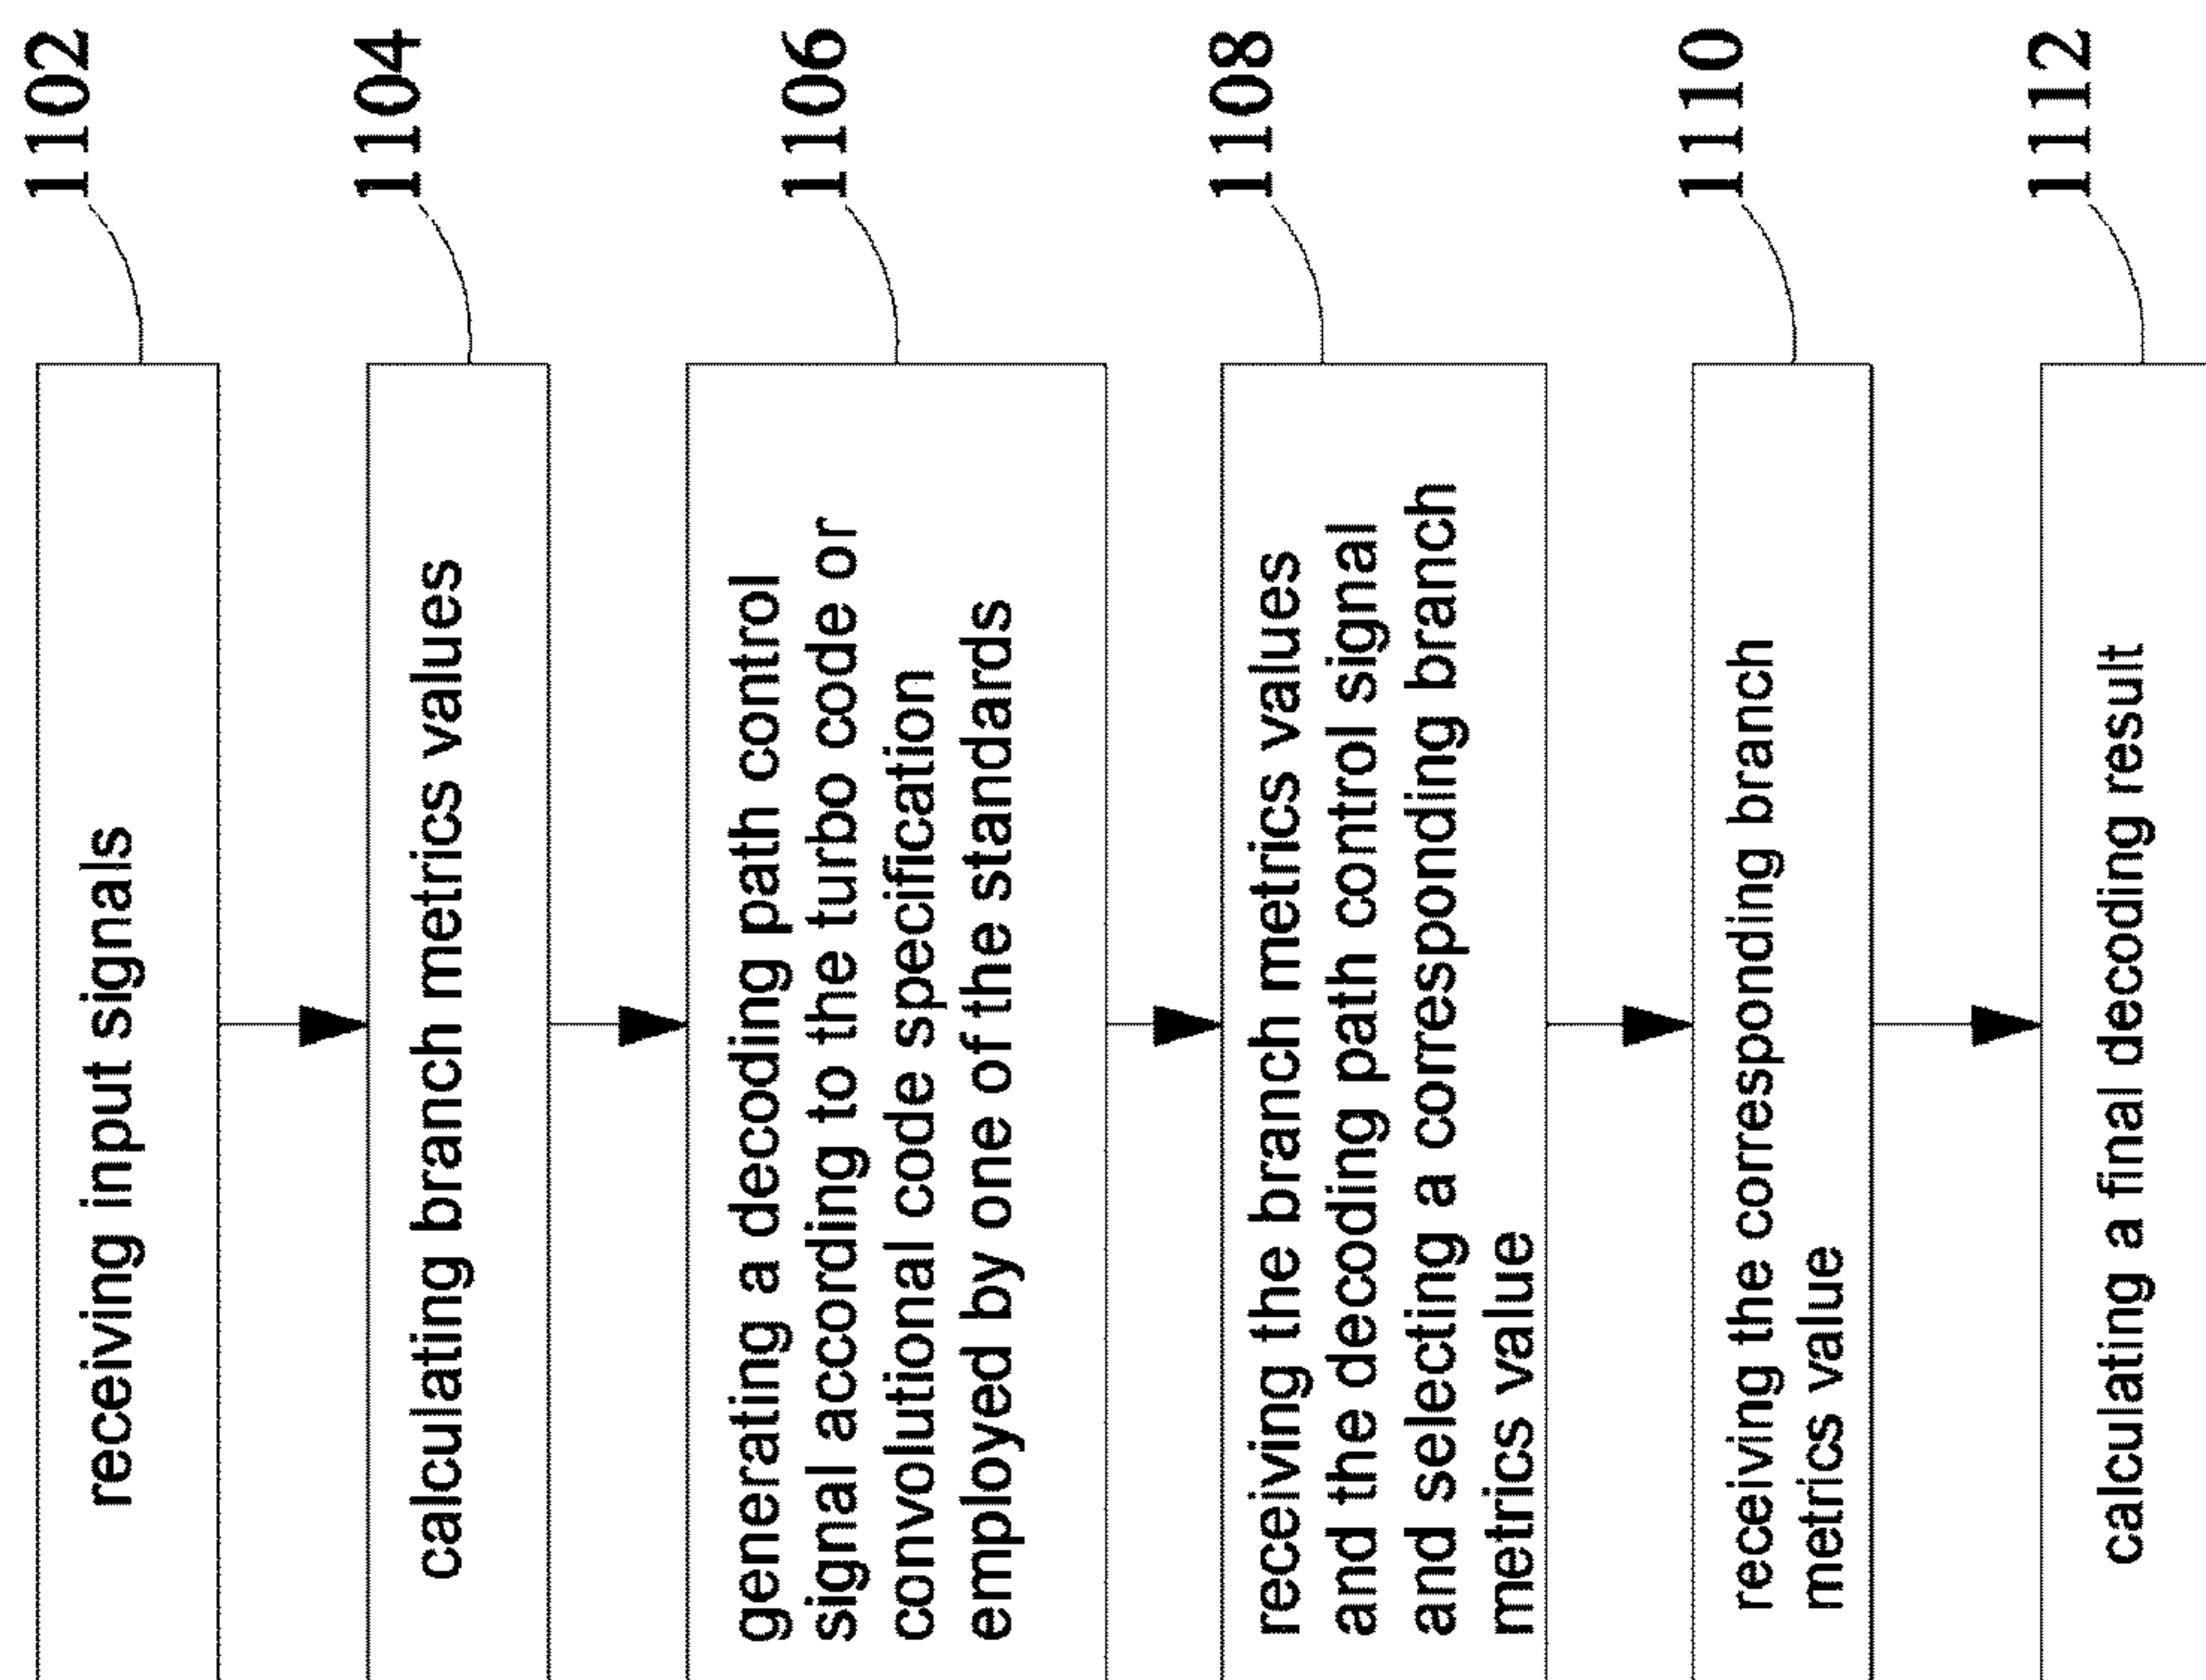 1102
receiving input signals
1104
calculating branch metrics values
1106
generating a decoding path control
signal according to the turbo code or
convolutional code specification
employed by one of the standards
1108
receiving the branch metrics values
and the decoding path control signal
and selecting a corresponding branch
metrics value
1110
receiving the corresponding branch
metrics value
1112
calculating a final decoding result